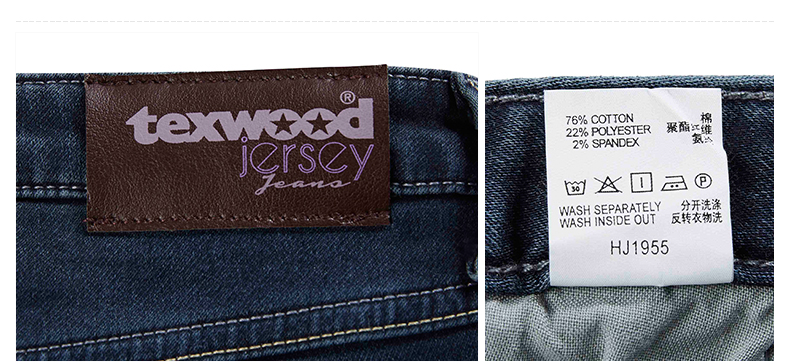 texwood®
jersey
Jeans
76% COTTON 棉
22% POLYESTER 聚酯纤维
2% SPANDEX 氨纶
30
P
WASH SEPARATELY 分开洗涤
WASH INSIDE OUT 反转衣物洗
HJ1955